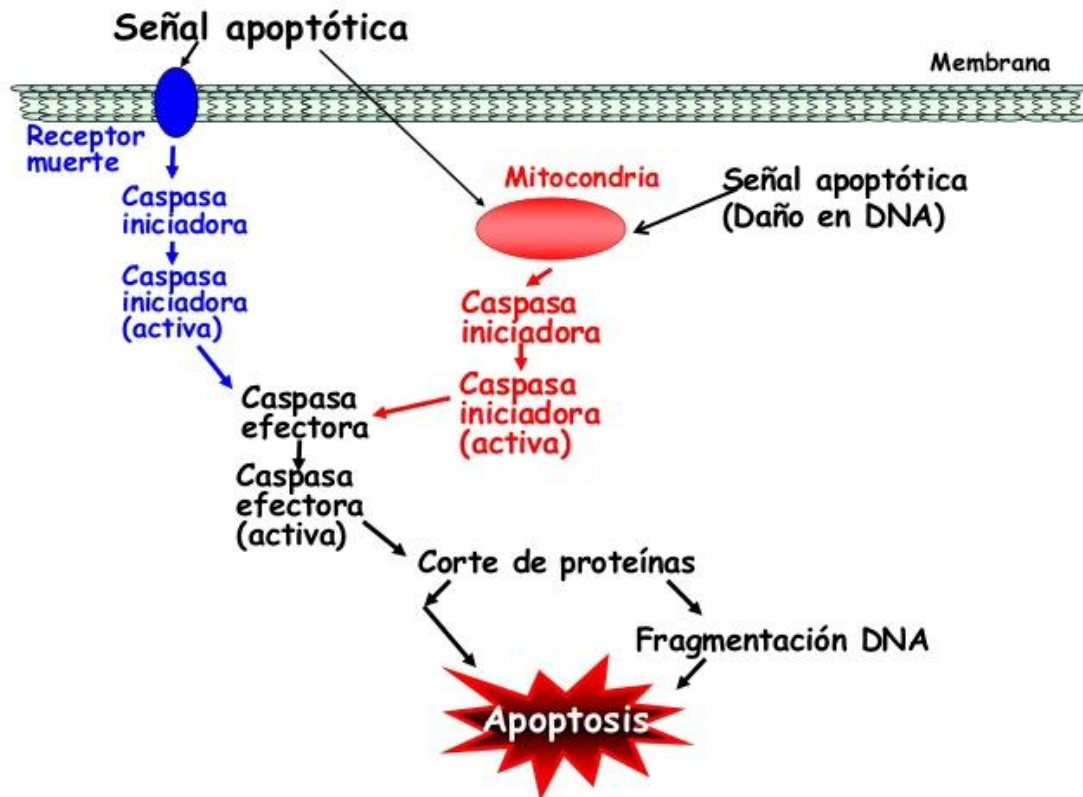 Señal apoptótica
Membrana
Receptor
muerte
Caspasa
iniciadora
Caspasa
iniciadora
(activa)
Mitocondria
Señal apoptótica
(Daño en DNA)
Caspasa
iniciadora
Caspasa
iniciadora
(activa)
Caspasa
efectora
Caspasa
efectora
(activa)
Corte de proteínas
Fragmentación DNA
Apoptosis